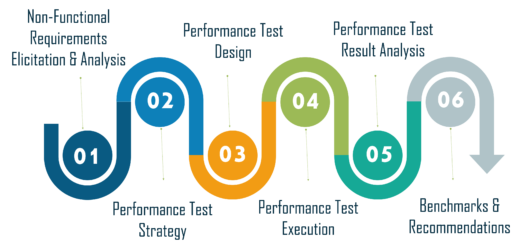 Non-Functional
Requirements
Elicitation & Analysis
01
02
Performance Test
Strategy
Performance Test
Design
03
04
Performance Test
Execution
Performance Test
Result Analysis
05
06
Benchmarks &
Recommendations